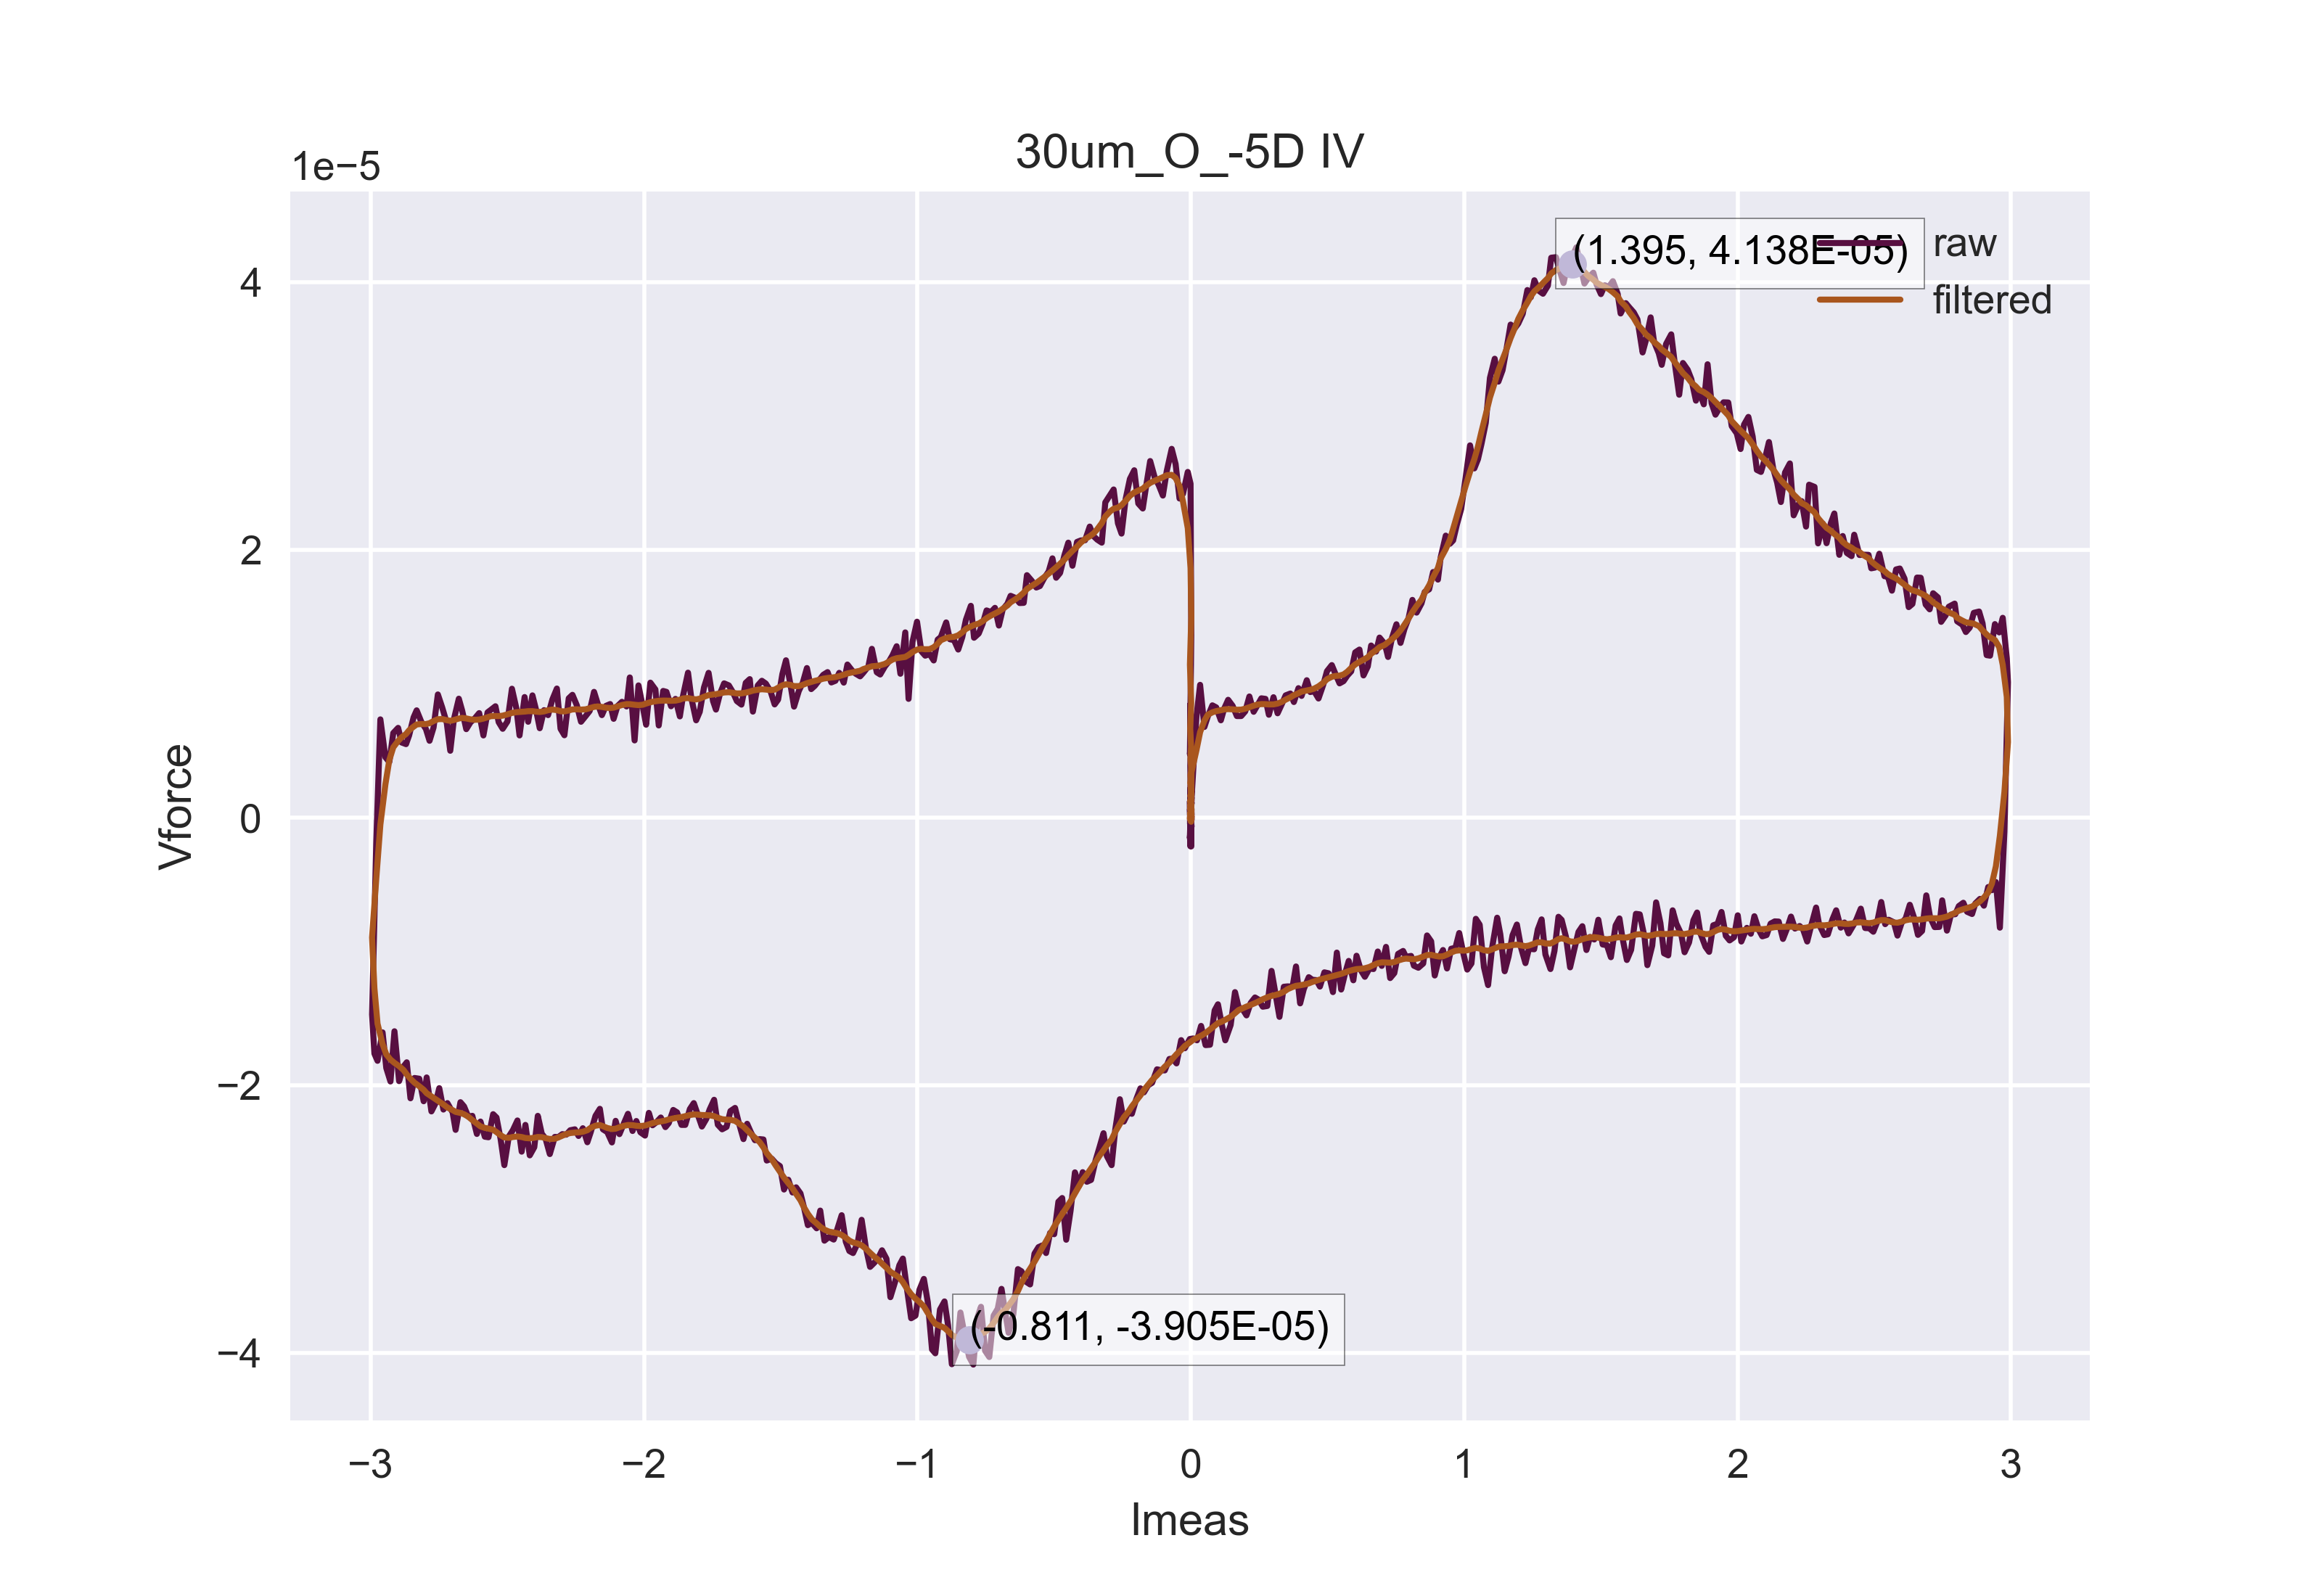 30um_O_-5D IV
1e−5
(1.395, 4.138E-05)
raw
filtered
4
2
0
−2
−4
Vforce
(-0.811, -3.905E-05)
−3
−2
−1
0
1
2
3
Imeas